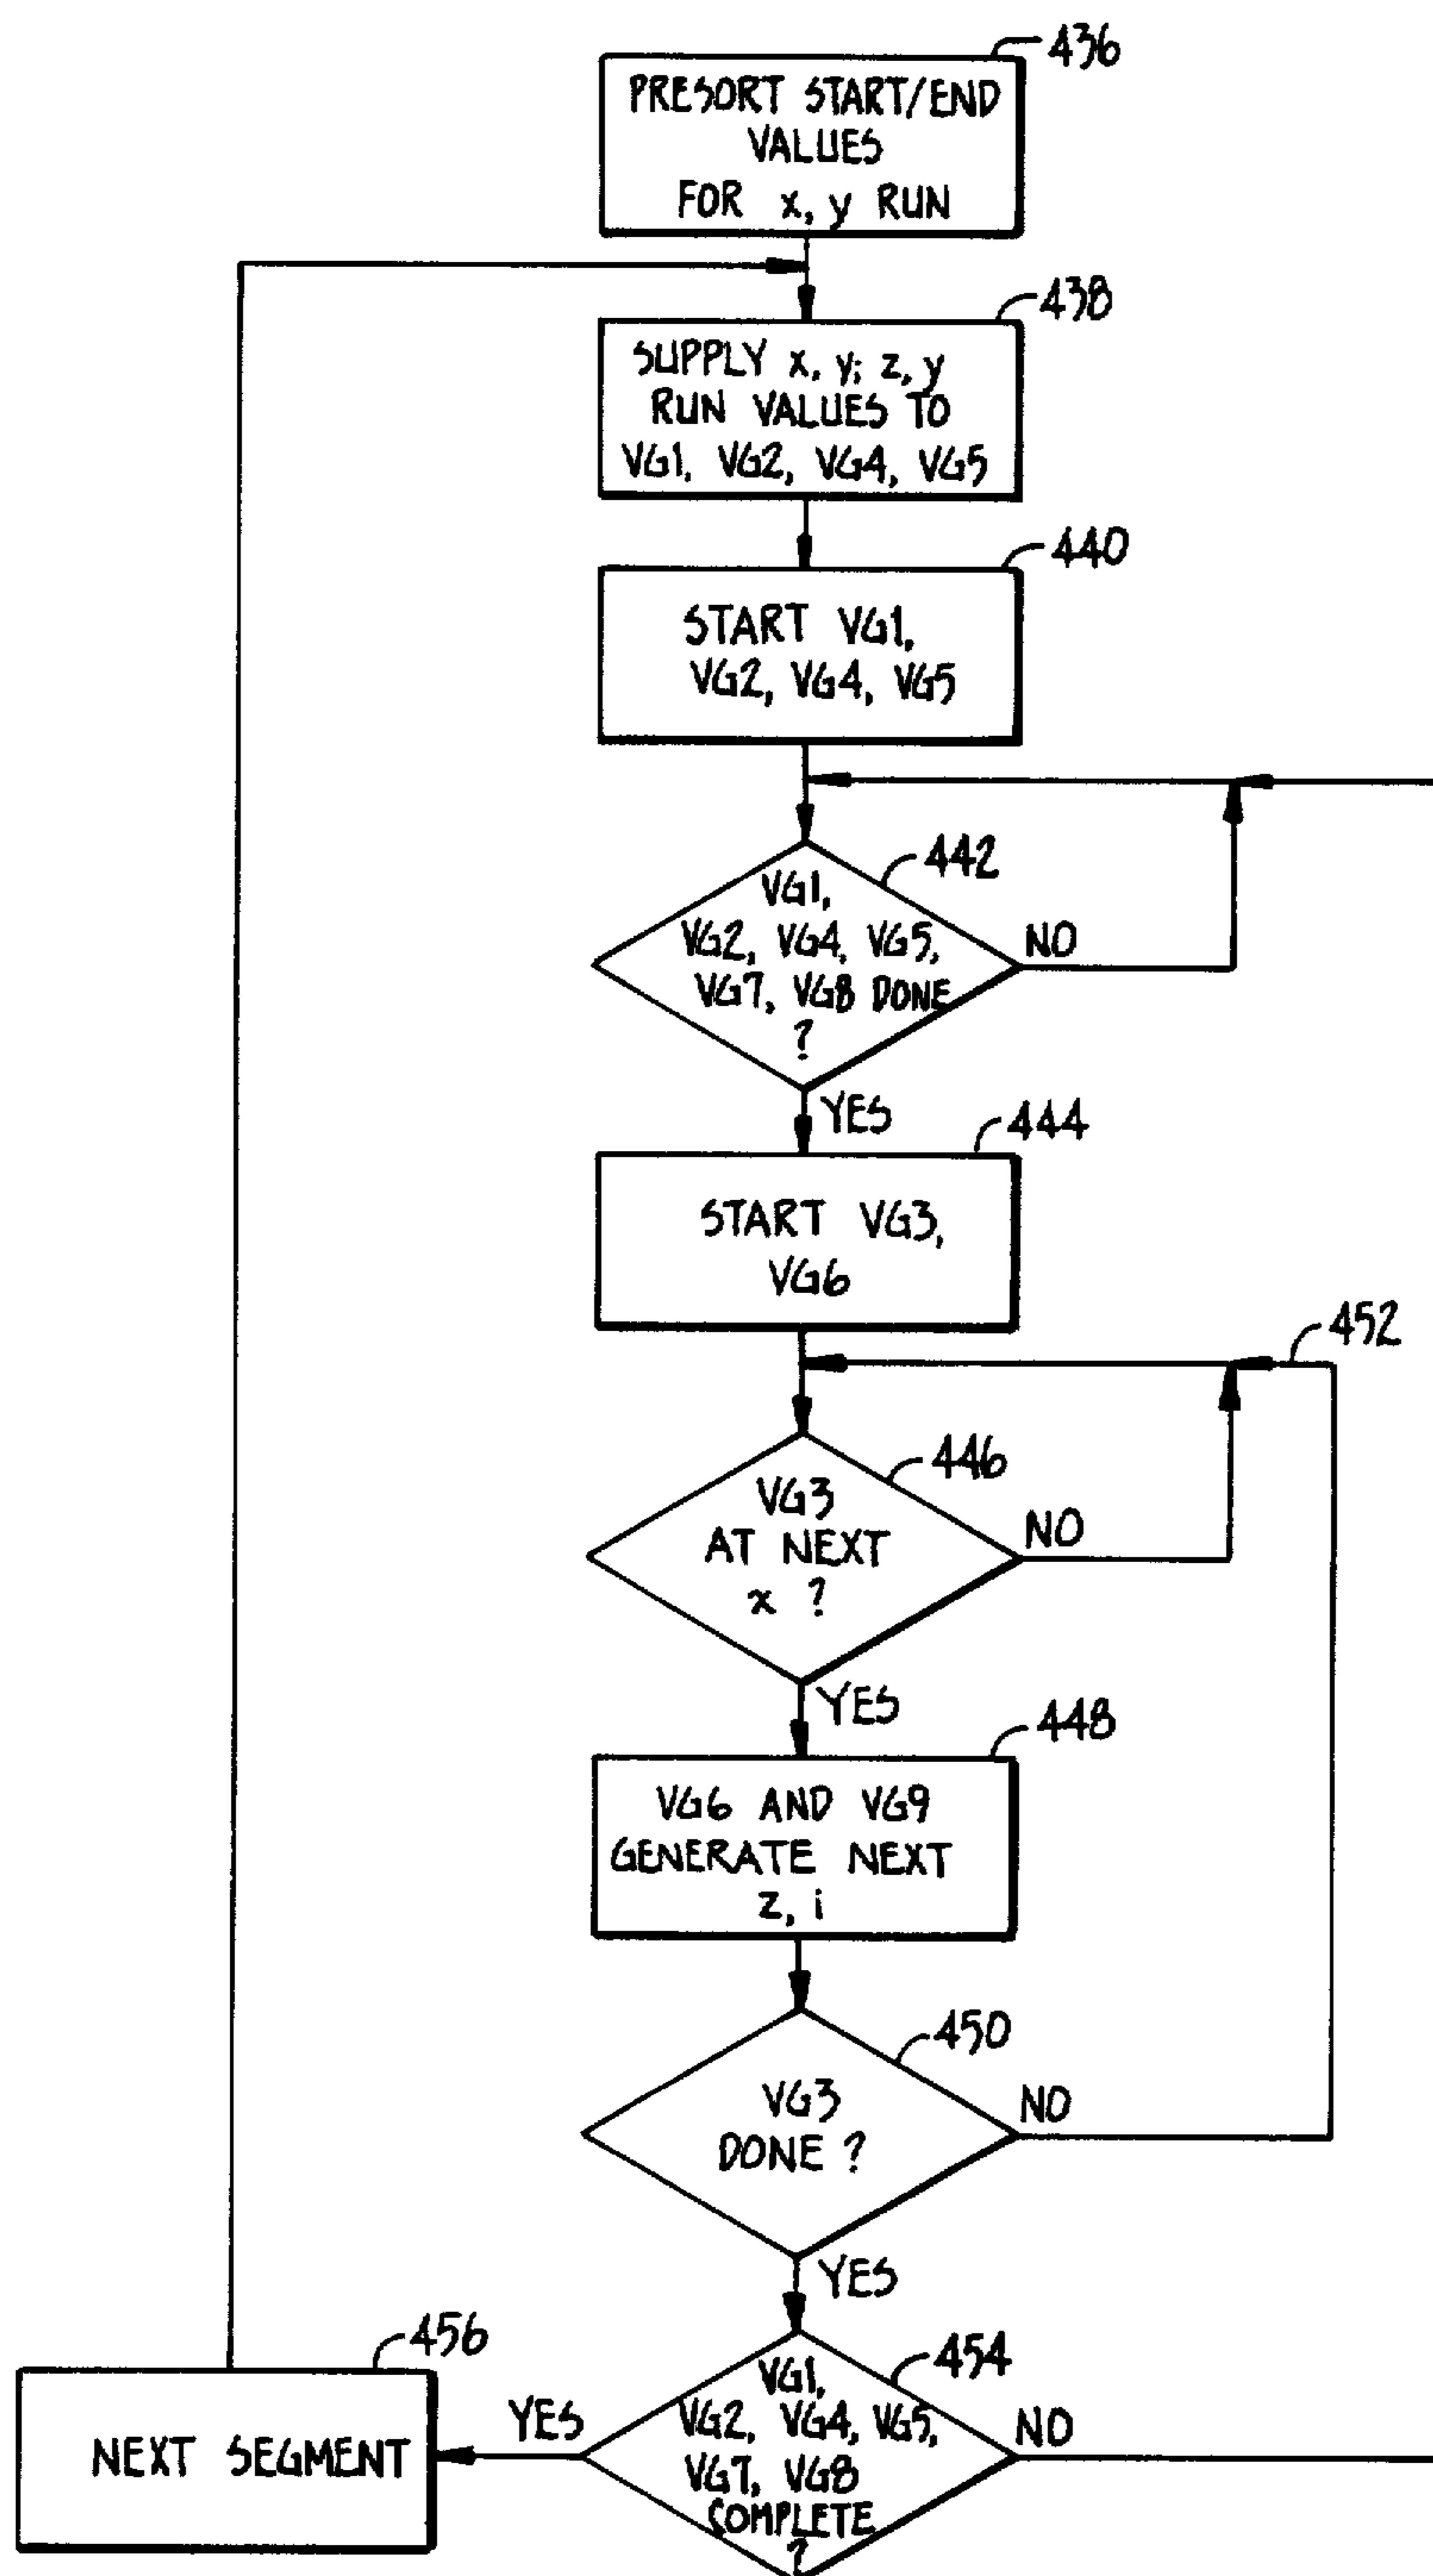 436
PRESORT START/END
VALUES
FOR x, y RUN
438
SUPPLY x, y; z, y
RUN VALUES TO
VG1, VG2, VG4, VG5
440
START VG1,
VG2, VG4, VG5
442
VG1,
VG2, VG4, VG5,
VG7, VG8 DONE
?
NO
YES
444
START VG3,
VG6
452
446
VG3
AT NEXT
x ?
NO
YES
448
VG6 AND VG9
GENERATE NEXT
z, i
450
VG3
DONE ?
NO
YES
456
NEXT SEGMENT
YES
454
VG1,
VG2, VG4, VG5,
VG7, VG8
COMPLETE
?
NO